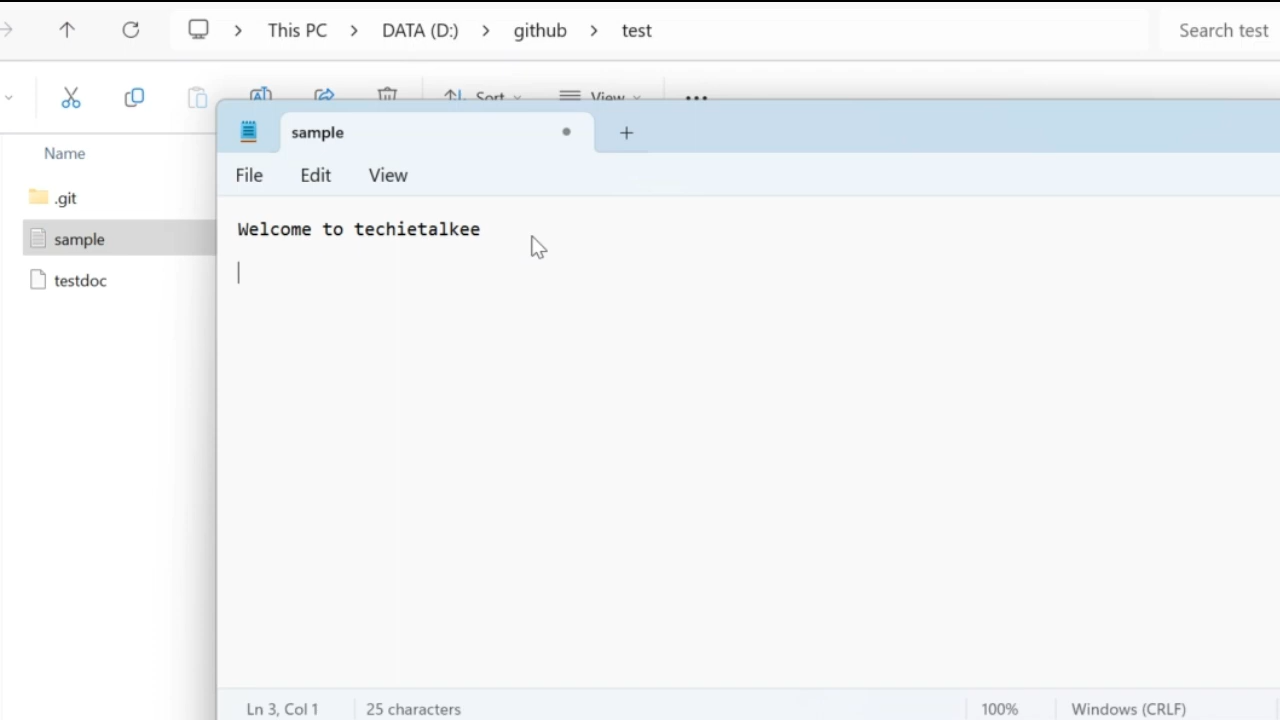 This PC > DATA (D:) > github > test
Search test
Sort
View
Name
.git
sample
testdoc
sample
File Edit View
Welcome to techietalkee
Ln 3, Col 1 25 characters 100% Windows (CRLF)